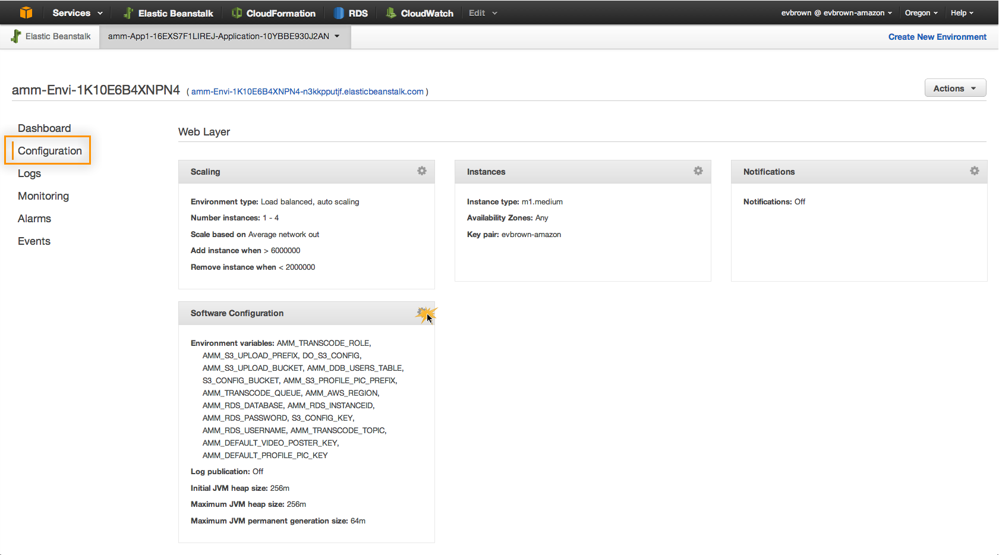 Services Elastic Beanstalk CloudFormation RDS CloudWatch Edit evbrown @ evbrown-amazon Oregon Help
Elastic Beanstalk amm-App1-16EXS7F1LIREJ-Application-10YBBE930J2AN Create New Environment
amm-Envi-1K10E6B4XNPN4 ( amm-Envi-1K10E6B4XNPN4-n3kkpputjf.elasticbeanstalk.com ) Actions
Dashboard
Configuration
Logs
Monitoring
Alarms
Events
Web Layer
Scaling
Environment type: Load balanced, auto scaling
Number instances: 1 - 4
Scale based on Average network out
Add instance when > 6000000
Remove instance when < 2000000
Instances
Instance type: m1.medium
Availability Zones: Any
Key pair: evbrown-amazon
Notifications
Notifications: Off
Software Configuration
Environment variables: AMM_TRANSCODE_ROLE,
AMM_S3_UPLOAD_PREFIX, DO_S3_CONFIG,
AMM_S3_UPLOAD_BUCKET, AMM_DDB_USERS_TABLE,
S3_CONFIG_BUCKET, AMM_S3_PROFILE_PIC_PREFIX,
AMM_TRANSCODE_QUEUE, AMM_AWS_REGION,
AMM_RDS_DATABASE, AMM_RDS_INSTANCEID,
AMM_RDS_PASSWORD, S3_CONFIG_KEY,
AMM_RDS_USERNAME, AMM_TRANSCODE_TOPIC,
AMM_DEFAULT_VIDEO_POSTER_KEY,
AMM_DEFAULT_PROFILE_PIC_KEY
Log publication: Off
Initial JVM heap size: 256m
Maximum JVM heap size: 256m
Maximum JVM permanent generation size: 64m